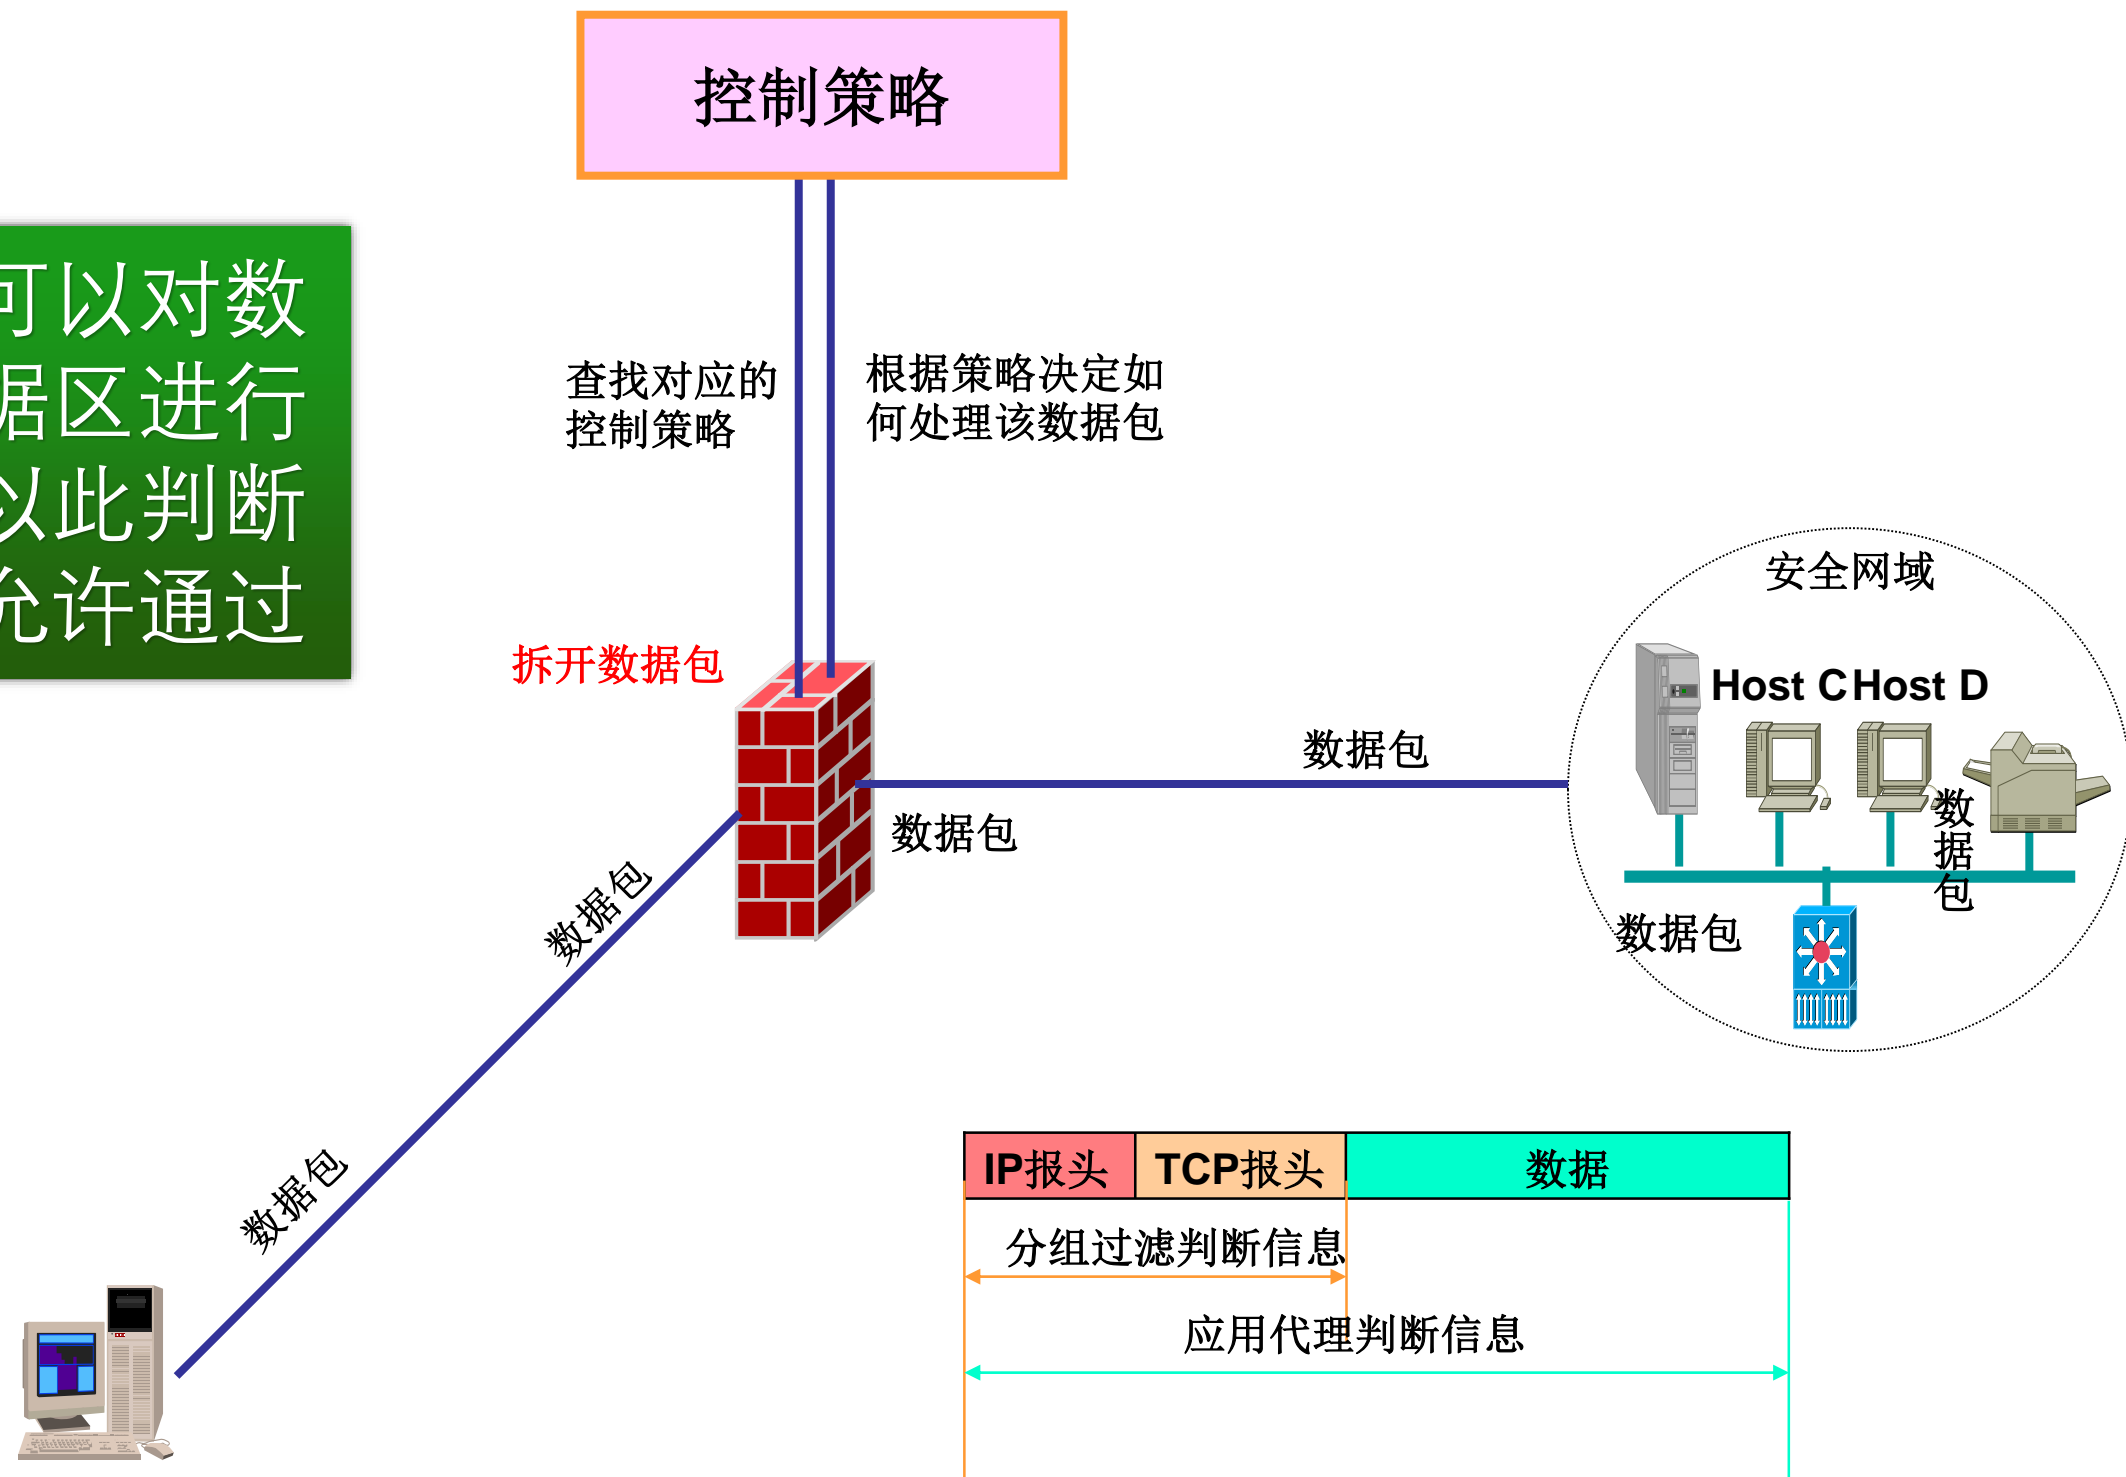 控制策略
可以对数
据区进行
以此判断
允许通过
查找对应的
控制策略
根据策略决定如
何处理该数据包
拆开数据包
安全网域
Host C
Host D
数据包
数据包
数据包
数据包
数据包
数据包
IP报头
TCP报头
数据
分组过滤判断信息
应用代理判断信息